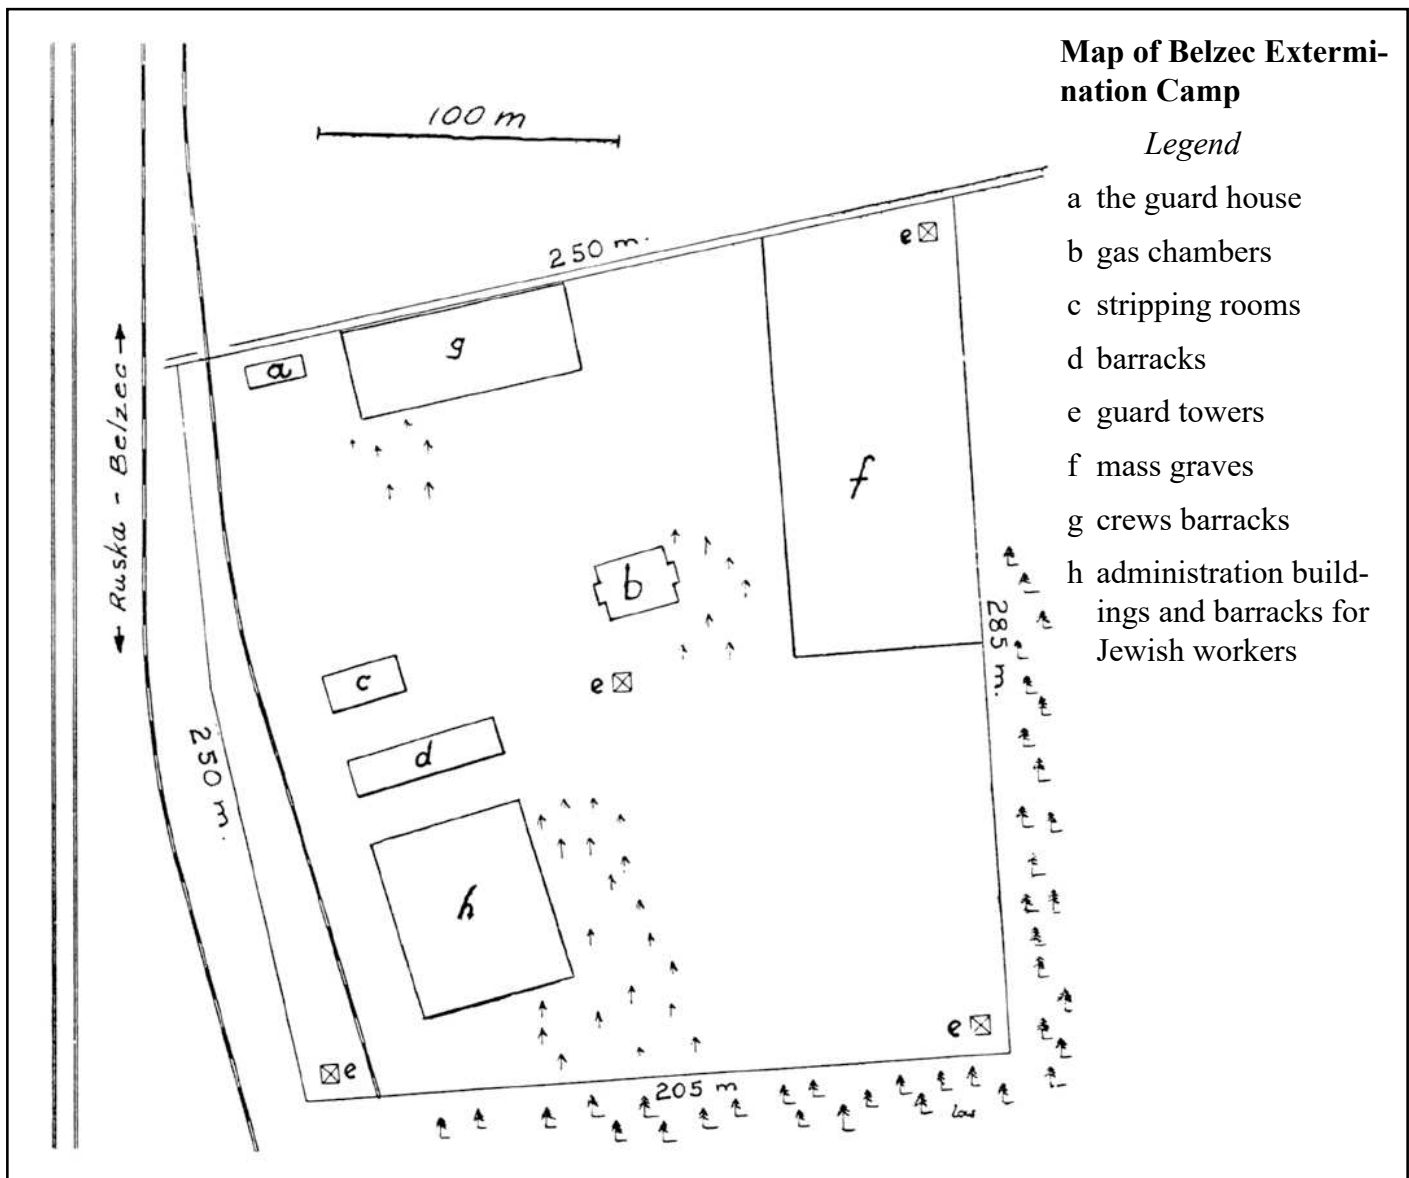 Map of Belzec Extermi-
nation Camp
Legend
a the guard house
b gas chambers
c stripping rooms
d barracks
e guard towers
f mass graves
g crews barracks
h administration build-
ings and barracks for
Jewish workers
100 m
250 m.
e
g
a
Ruska - Belzec
f
b
285 m.
c
e
d
250 m.
h
e
e
205 m